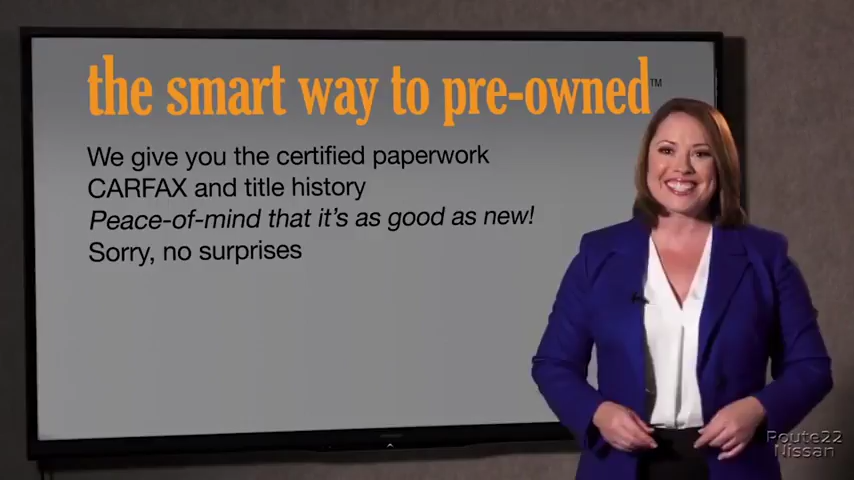 the smart way to pre-owned™
We give you the certified paperwork
CARFAX and title history
Peace-of-mind that it's as good as new!
Sorry, no surprises
Route22
Nissan